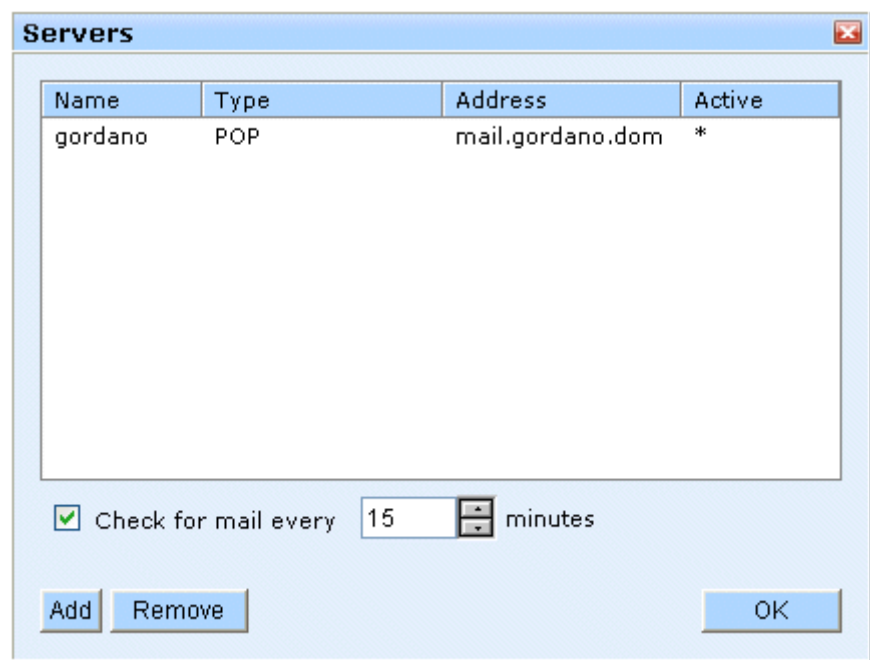 Servers
Name Type Address Active
gordano POP mail.gordano.dom *
Check for mail every 15 minutes
Add Remove OK